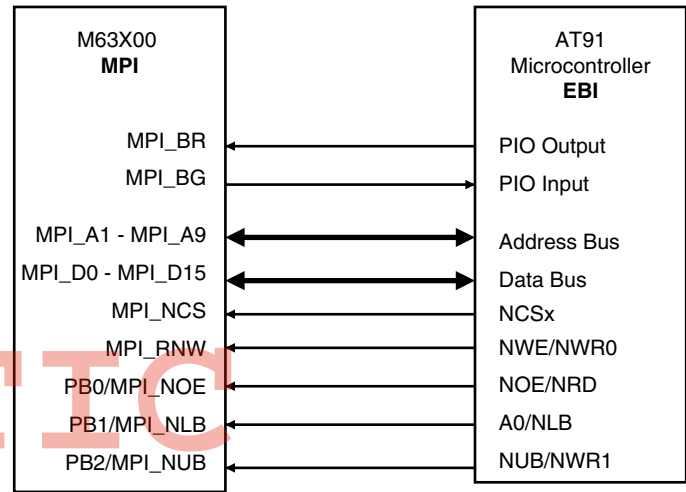 M63X00
MPI
MPI_BR
MPI_BG
MPI_A1 - MPI_A9
MPI_D0 - MPI_D15
MPI_NCS
MPI_RNW
PB0/MPI_NOE
PB1/MPI_NLB
PB2/MPI_NUB
AT91
Microcontroller
EBI
PIO Output
PIO Input
Address Bus
Data Bus
NCSx
NWE/NWR0
NOE/NRD
A0/NLB
NUB/NWR1
TIC